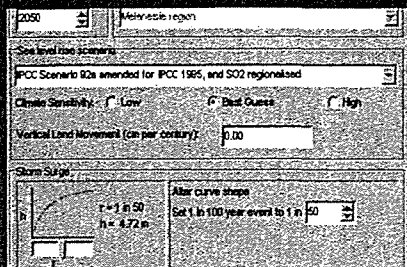 2050 Melanesia region
Sea level rise scenario
IPCC Scenario 92a amended for IPCC 1995, and SO2 regionalised
Climate Sensitivity: Low Best Guess High
Vertical Land Movement (cm per century): 0.00
Storm Surge
Alter curve shape
h r = 1 in 50 Set 1 in 100 year event to 1 in 50
h = 4.72 m